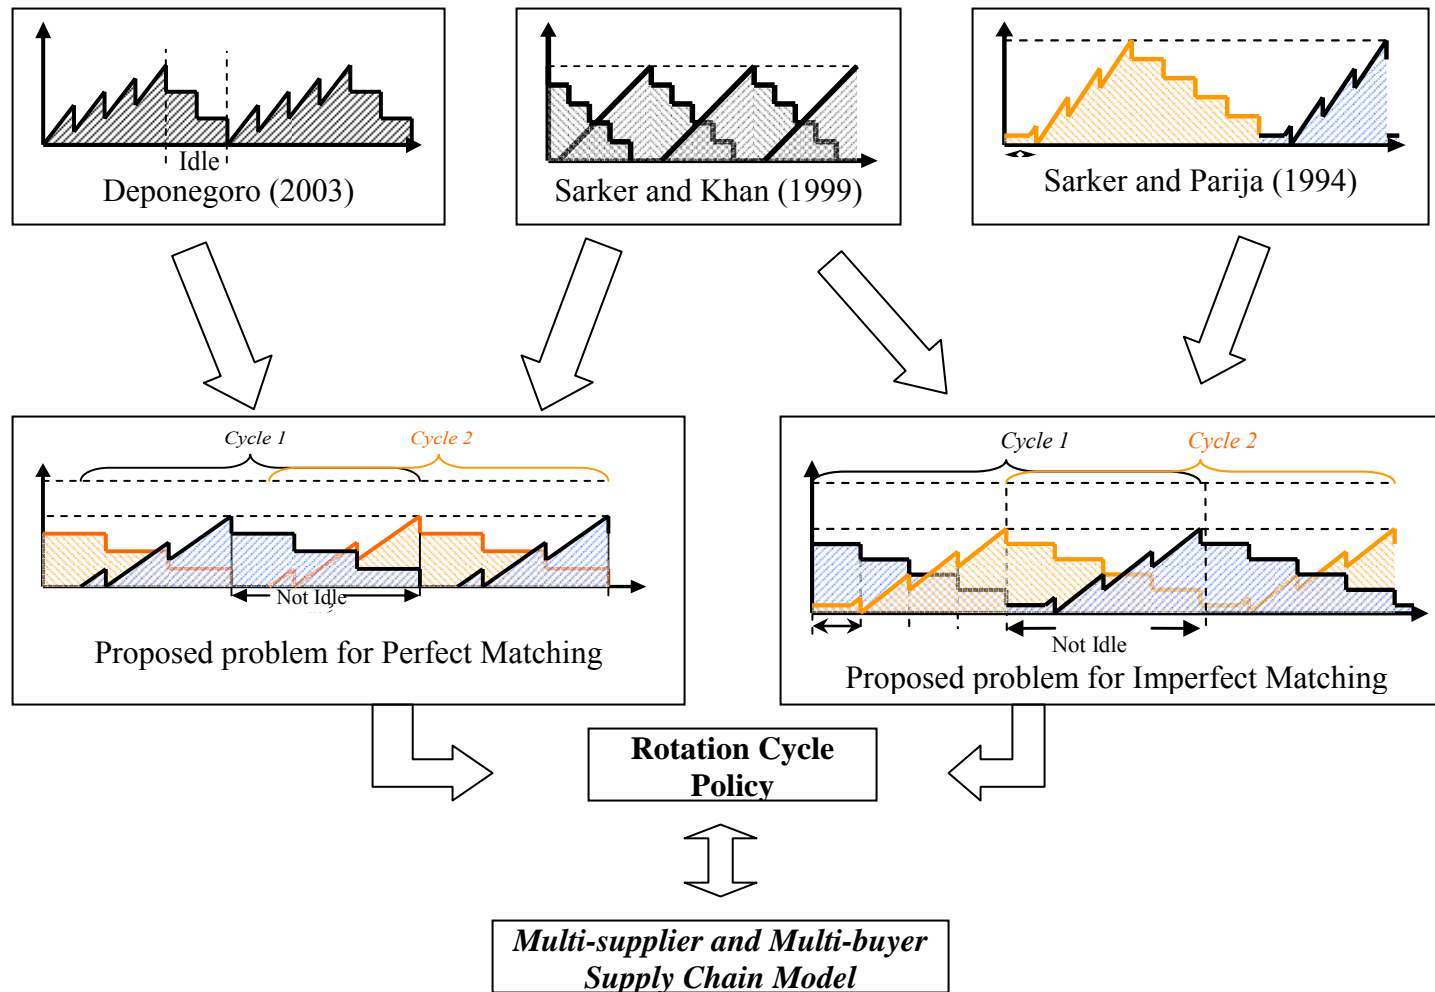 Idle
Deponegoro (2003)
Sarker and Khan (1999)
Sarker and Parija (1994)
Cycle 1
Cycle 2
Not Idle
Proposed problem for Perfect Matching
Cycle 1
Cycle 2
Not Idle
Proposed problem for Imperfect Matching
Rotation Cycle
Policy
Multi-supplier and Multi-buyer
Supply Chain Model